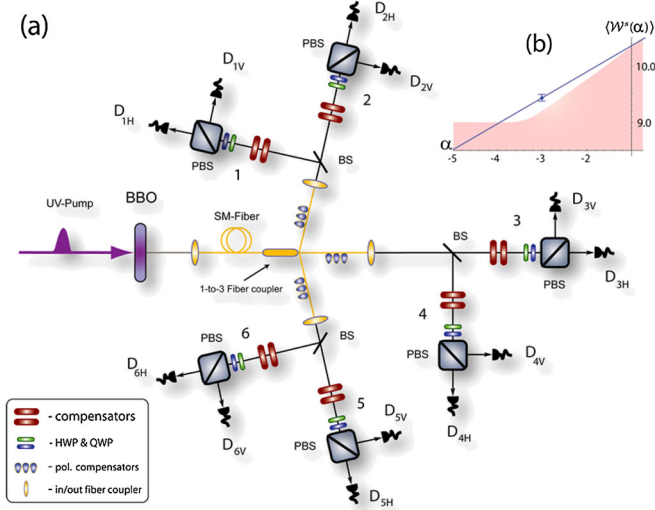 (a)
D2H
PBS
D2V
2
D1V
D1H
PBS
1
BS
(b)
⟨𝒲ˢ(α)⟩
10.0
9.0
α
-5
-4
-3
-2
UV-Pump
BBO
SM-Fiber
1-to-3 Fiber coupler
BS
3
D3V
D3H
PBS
4
PBS
D4V
D4H
BS
6
PBS
D6H
D6V
5
D5V
PBS
D5H
- compensators
- HWP & QWP
- pol. compensators
- in/out fiber coupler